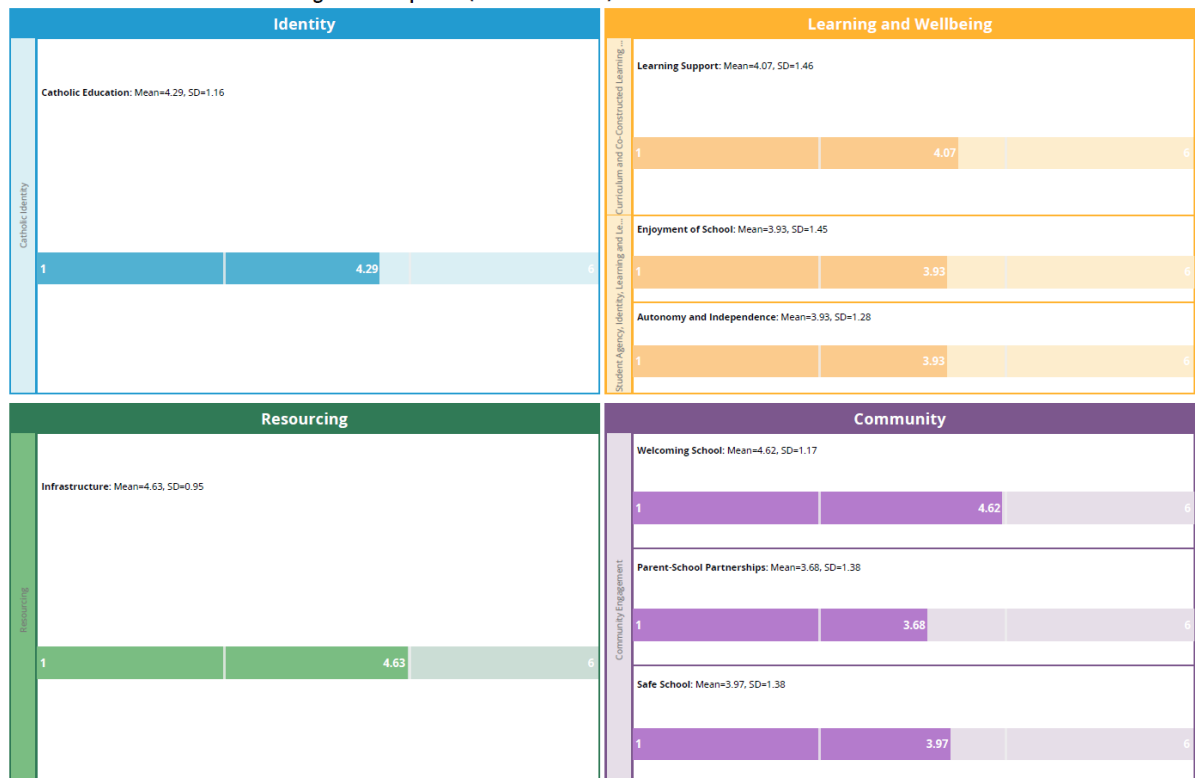 Identity
Catholic Identity
Catholic Education: Mean=4.29, SD=1.16
1 4.29 6
Learning and Wellbeing
Curriculum and Co-Constructed Learning ...
Learning Support: Mean=4.07, SD=1.46
1 4.07 6
Student Agency, Identity, Learning and Le...
Enjoyment of School: Mean=3.93, SD=1.45
1 3.93 6
Autonomy and Independence: Mean=3.93, SD=1.28
1 3.93 6
Resourcing
Resourcing
Infrastructure: Mean=4.63, SD=0.95
1 4.63 6
Community
Community Engagement
Welcoming School: Mean=4.62, SD=1.17
1 4.62 6
Parent-School Partnerships: Mean=3.68, SD=1.38
1 3.68 6
Safe School: Mean=3.97, SD=1.38
1 3.97 6